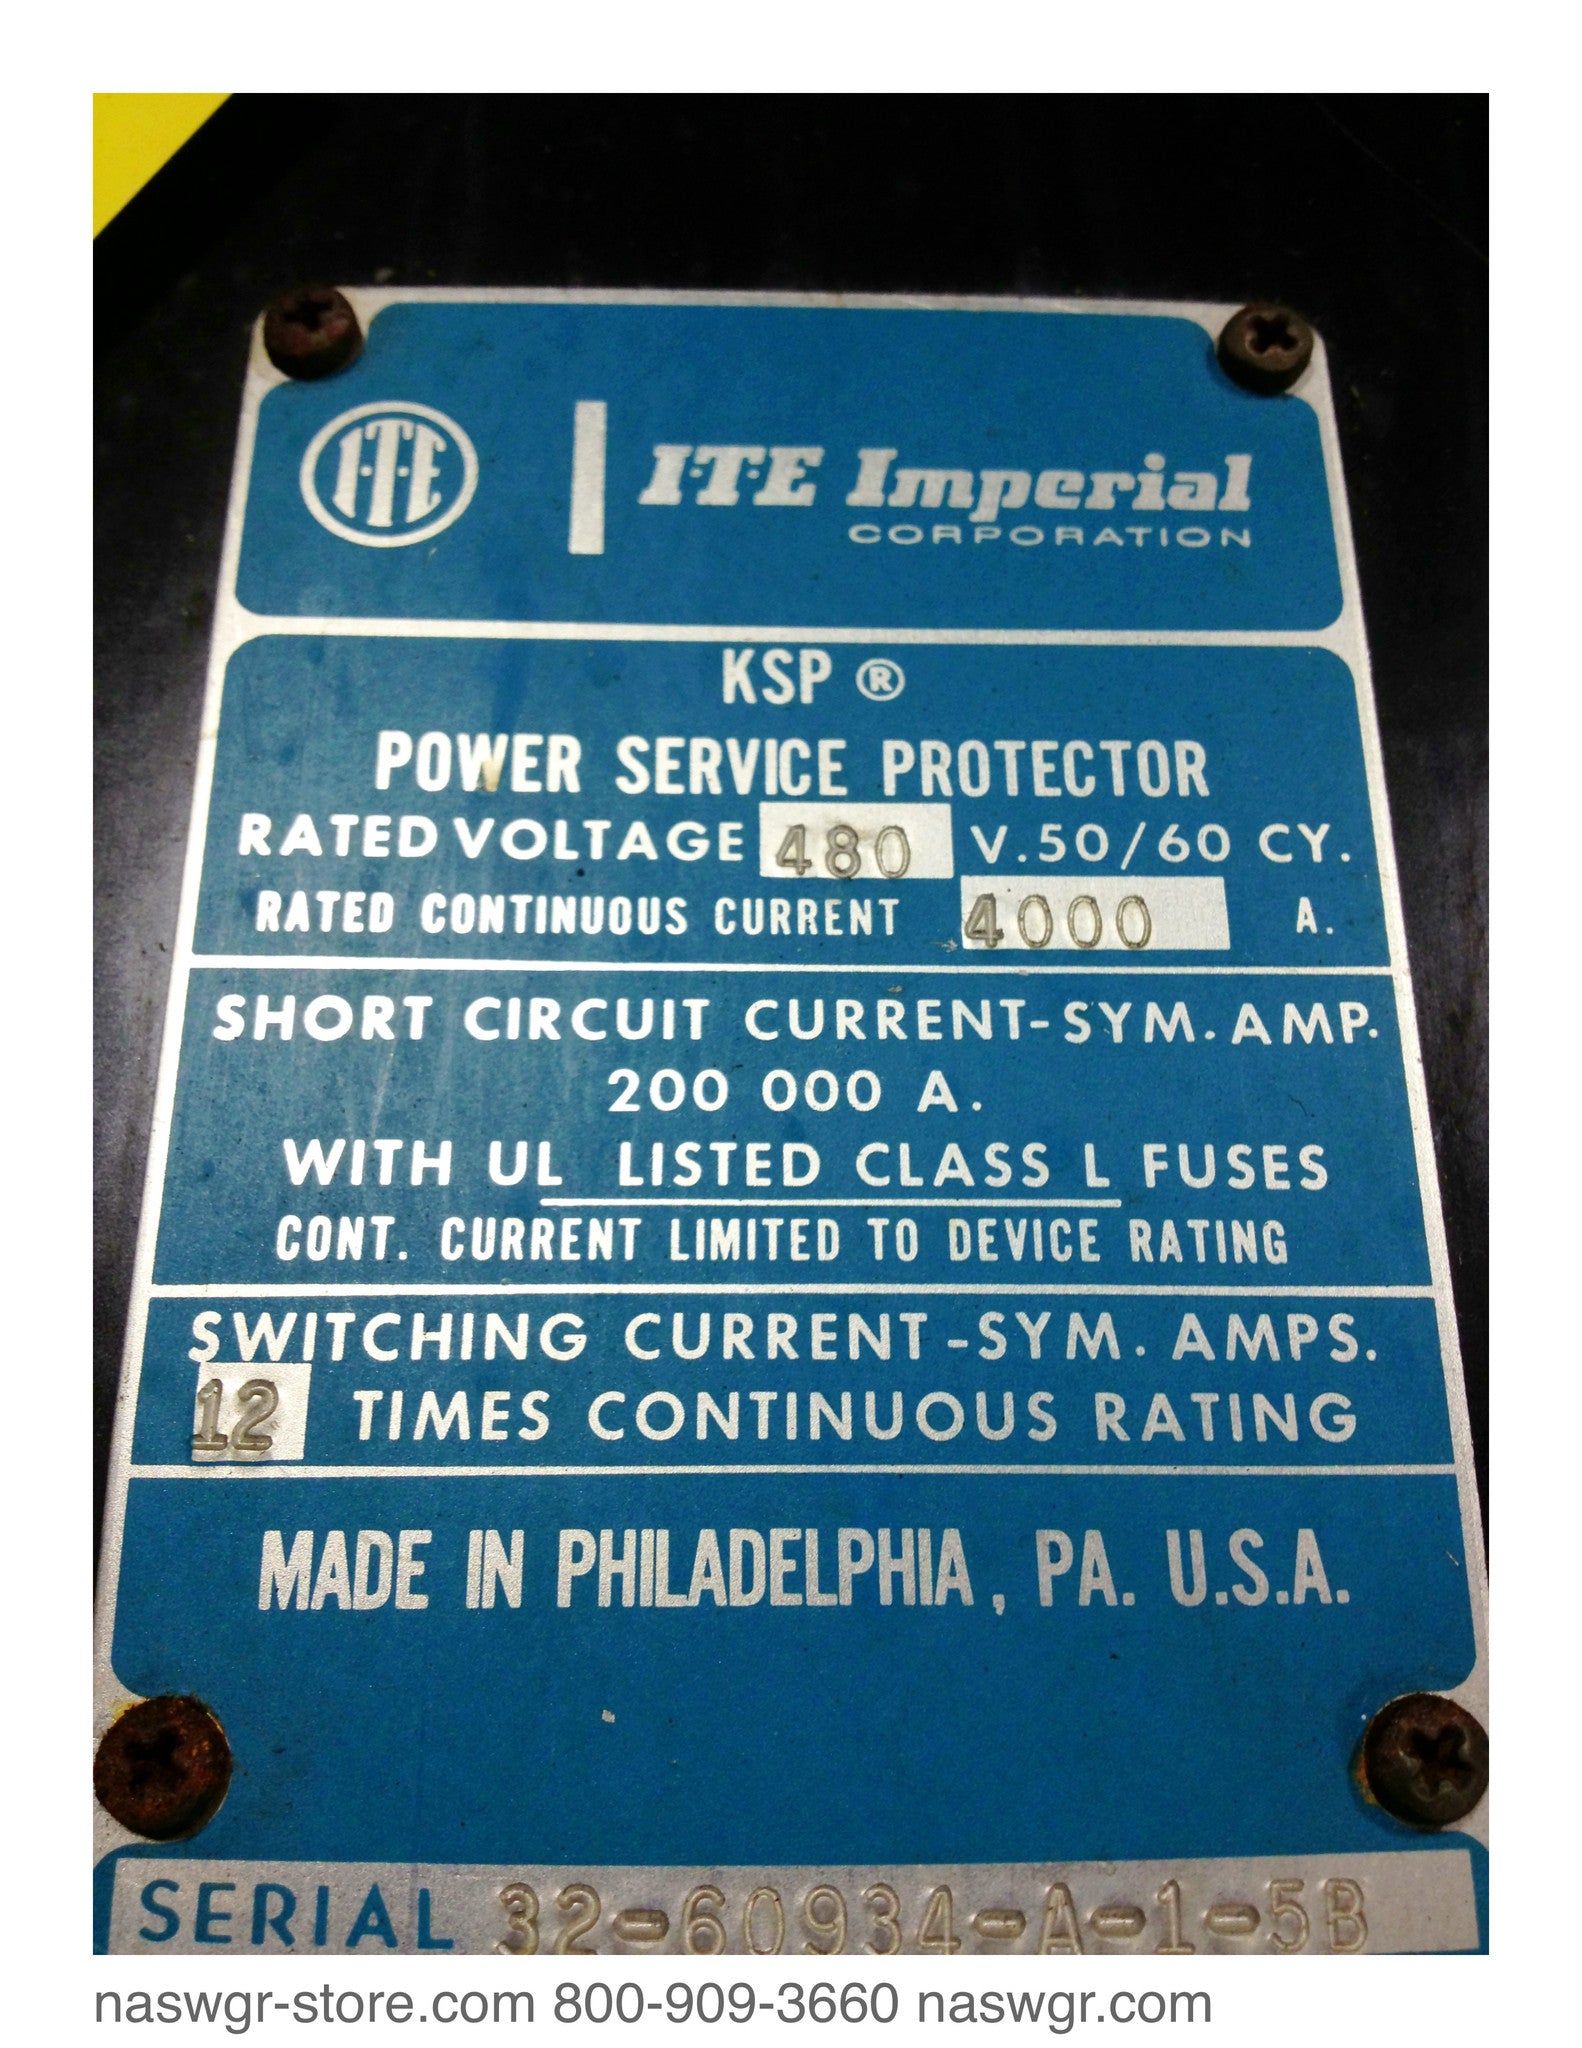 I·T·E
I·T·E Imperial
CORPORATION
KSP ®
POWER SERVICE PROTECTOR
RATED VOLTAGE 480 V.50/60 CY.
RATED CONTINUOUS CURRENT 4000 A.
SHORT CIRCUIT CURRENT-SYM. AMP.
200 000 A.
WITH UL LISTED CLASS L FUSES
CONT. CURRENT LIMITED TO DEVICE RATING
SWITCHING CURRENT-SYM. AMPS.
12 TIMES CONTINUOUS RATING
MADE IN PHILADELPHIA, PA. U.S.A.
SERIAL 32-60934-A-1-5B
naswgr-store.com 800-909-3660 naswgr.com